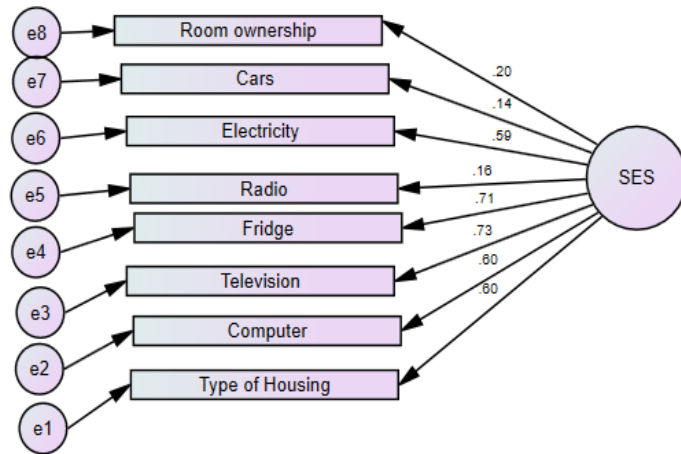 e8 Room ownership
.20
e7 Cars
.14
e6 Electricity
.59
SES
e5 Radio
.16
e4 Fridge
.71
e3 Television
.73
e2 Computer
.60
e1 Type of Housing
.60